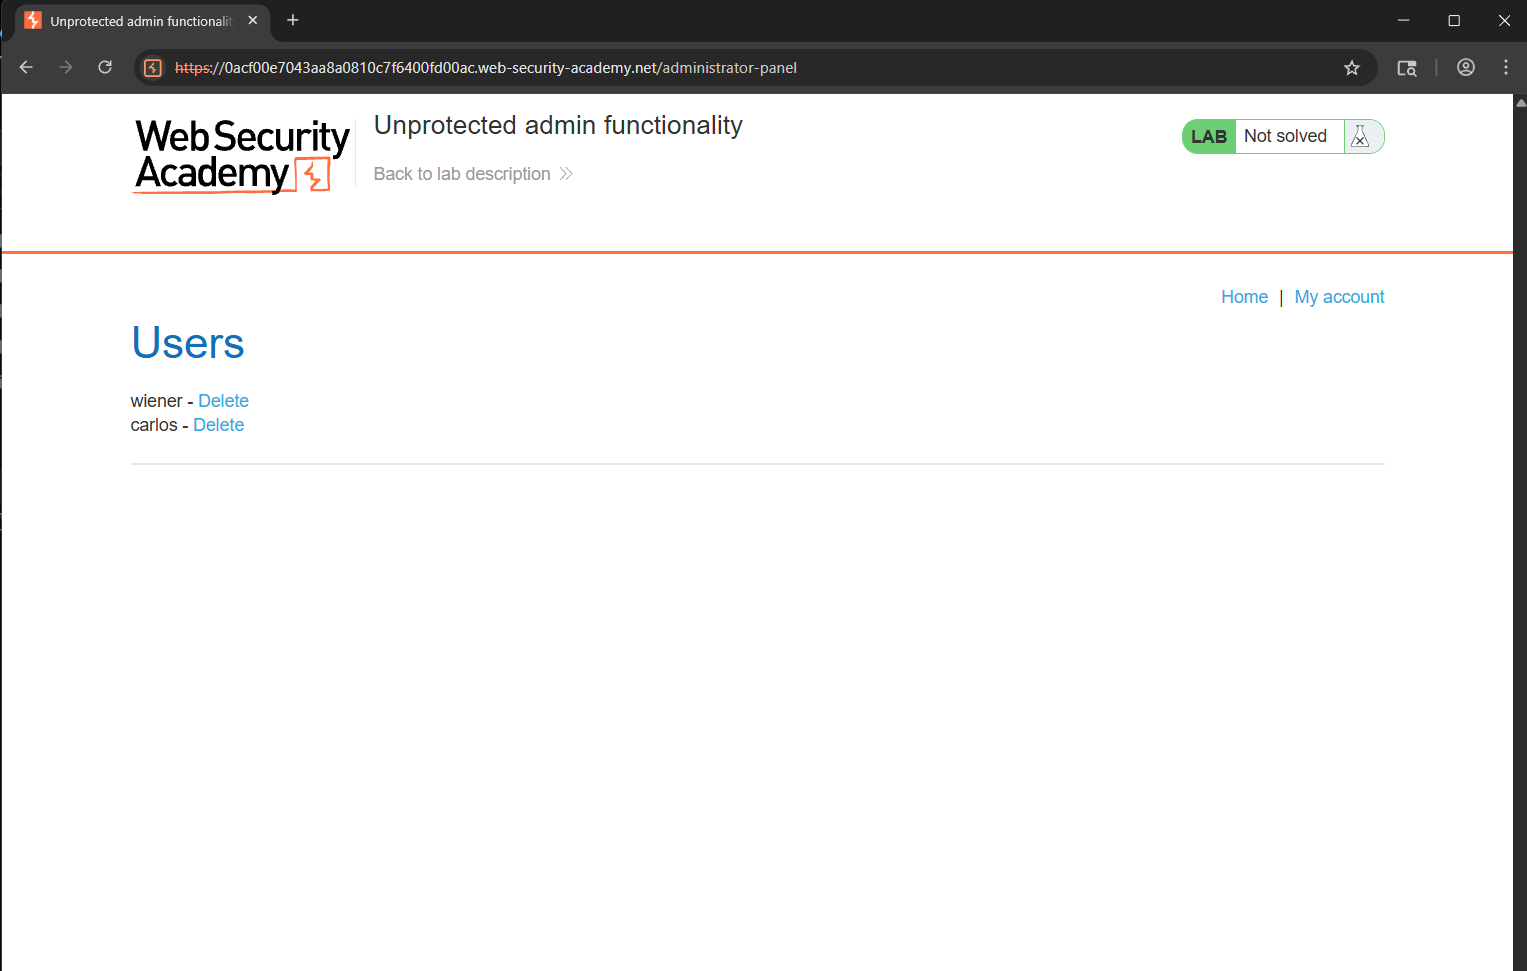 Unprotected admin functionalit
https://0acf00e7043aa8a0810c7f6400fd00ac.web-security-academy.net/administrator-panel
Web Security
Academy
Unprotected admin functionality
Back to lab description
LAB Not solved
Home | My account
Users
wiener - Delete
carlos - Delete